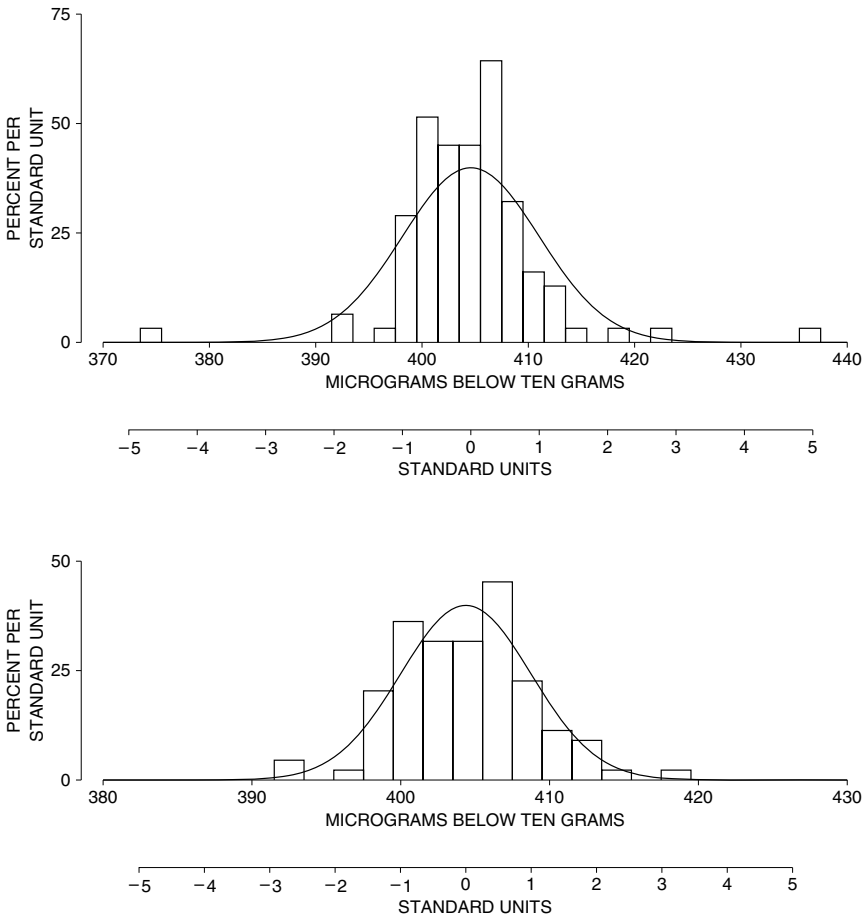 75
50
25
0
PERCENT PER
STANDARD UNIT
370 380 390 400 410 420 430 440
MICROGRAMS BELOW TEN GRAMS
−5 −4 −3 −2 −1 0 1 2 3 4 5
STANDARD UNITS
50
25
0
PERCENT PER
STANDARD UNIT
380 390 400 410 420 430
MICROGRAMS BELOW TEN GRAMS
−5 −4 −3 −2 −1 0 1 2 3 4 5
STANDARD UNITS